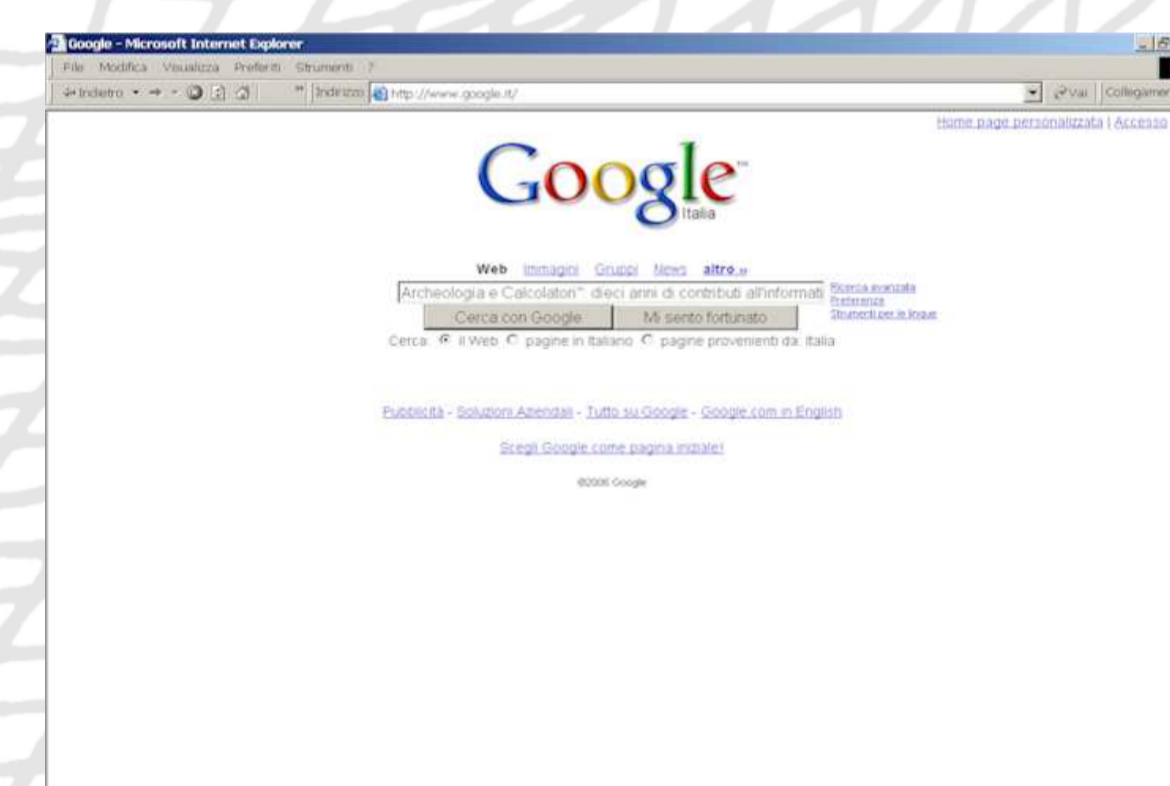 Google - Microsoft Internet Explorer
File Modifica Visualizza Preferiti Strumenti ?
Indietro Indirizzo http://www.google.it/ Vai Collegamen
Home page personalizzata | Accesso
Google™
Italia
Web Immagini Gruppi News altro »
Archeologia e Calcolatori": dieci anni di contributi all'informati
Ricerca avanzata
Preferenze
Strumenti per le lingue
Cerca con Google Mi sento fortunato
Cerca: il Web pagine in Italiano pagine provenienti da: Italia
Pubblicità - Soluzioni Aziendali - Tutto su Google - Google.com in English
Scegli Google come pagina iniziale!
©2006 Google